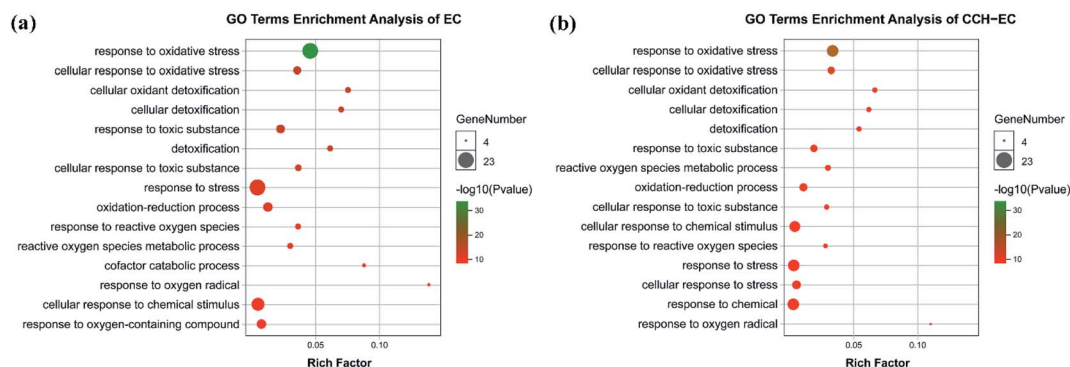 (a)
GO Terms Enrichment Analysis of EC
response to oxidative stress
cellular response to oxidative stress
cellular oxidant detoxification
cellular detoxification
response to toxic substance
detoxification
cellular response to toxic substance
response to stress
oxidation-reduction process
response to reactive oxygen species
reactive oxygen species metabolic process
cofactor catabolic process
response to oxygen radical
cellular response to chemical stimulus
response to oxygen-containing compound
0.05 0.10
Rich Factor
GeneNumber
4
23
-log10(Pvalue)
30
20
10
(b)
GO Terms Enrichment Analysis of CCH-EC
response to oxidative stress
cellular response to oxidative stress
cellular oxidant detoxification
cellular detoxification
detoxification
response to toxic substance
reactive oxygen species metabolic process
oxidation-reduction process
cellular response to toxic substance
cellular response to chemical stimulus
response to reactive oxygen species
response to stress
cellular response to stress
response to chemical
response to oxygen radical
0.05 0.10
Rich Factor
GeneNumber
4
23
-log10(Pvalue)
30
20
10